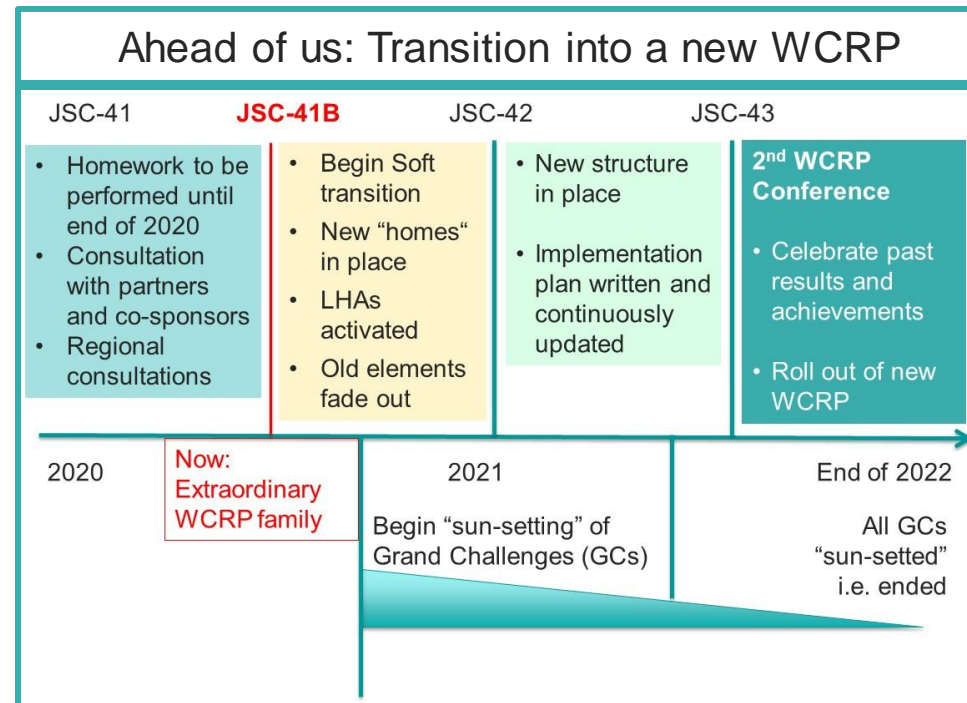 Ahead of us: Transition into a new WCRP
JSC-41
JSC-41B
JSC-42
JSC-43
• Homework to be
performed until
end of 2020
• Consultation
with partners
and co-sponsors
• Regional
consultations
• Begin Soft
transition
• New “homes“
in place
• LHAs
activated
• Old elements
fade out
• New structure
in place
• Implementation
plan written and
continuously
updated
2nd WCRP
Conference
• Celebrate past
results and
achievements
• Roll out of new
WCRP
2020
Now:
Extraordinary
WCRP family
2021
End of 2022
Begin “sun-setting” of
Grand Challenges (GCs)
All GCs
“sun-setted”
i.e. ended